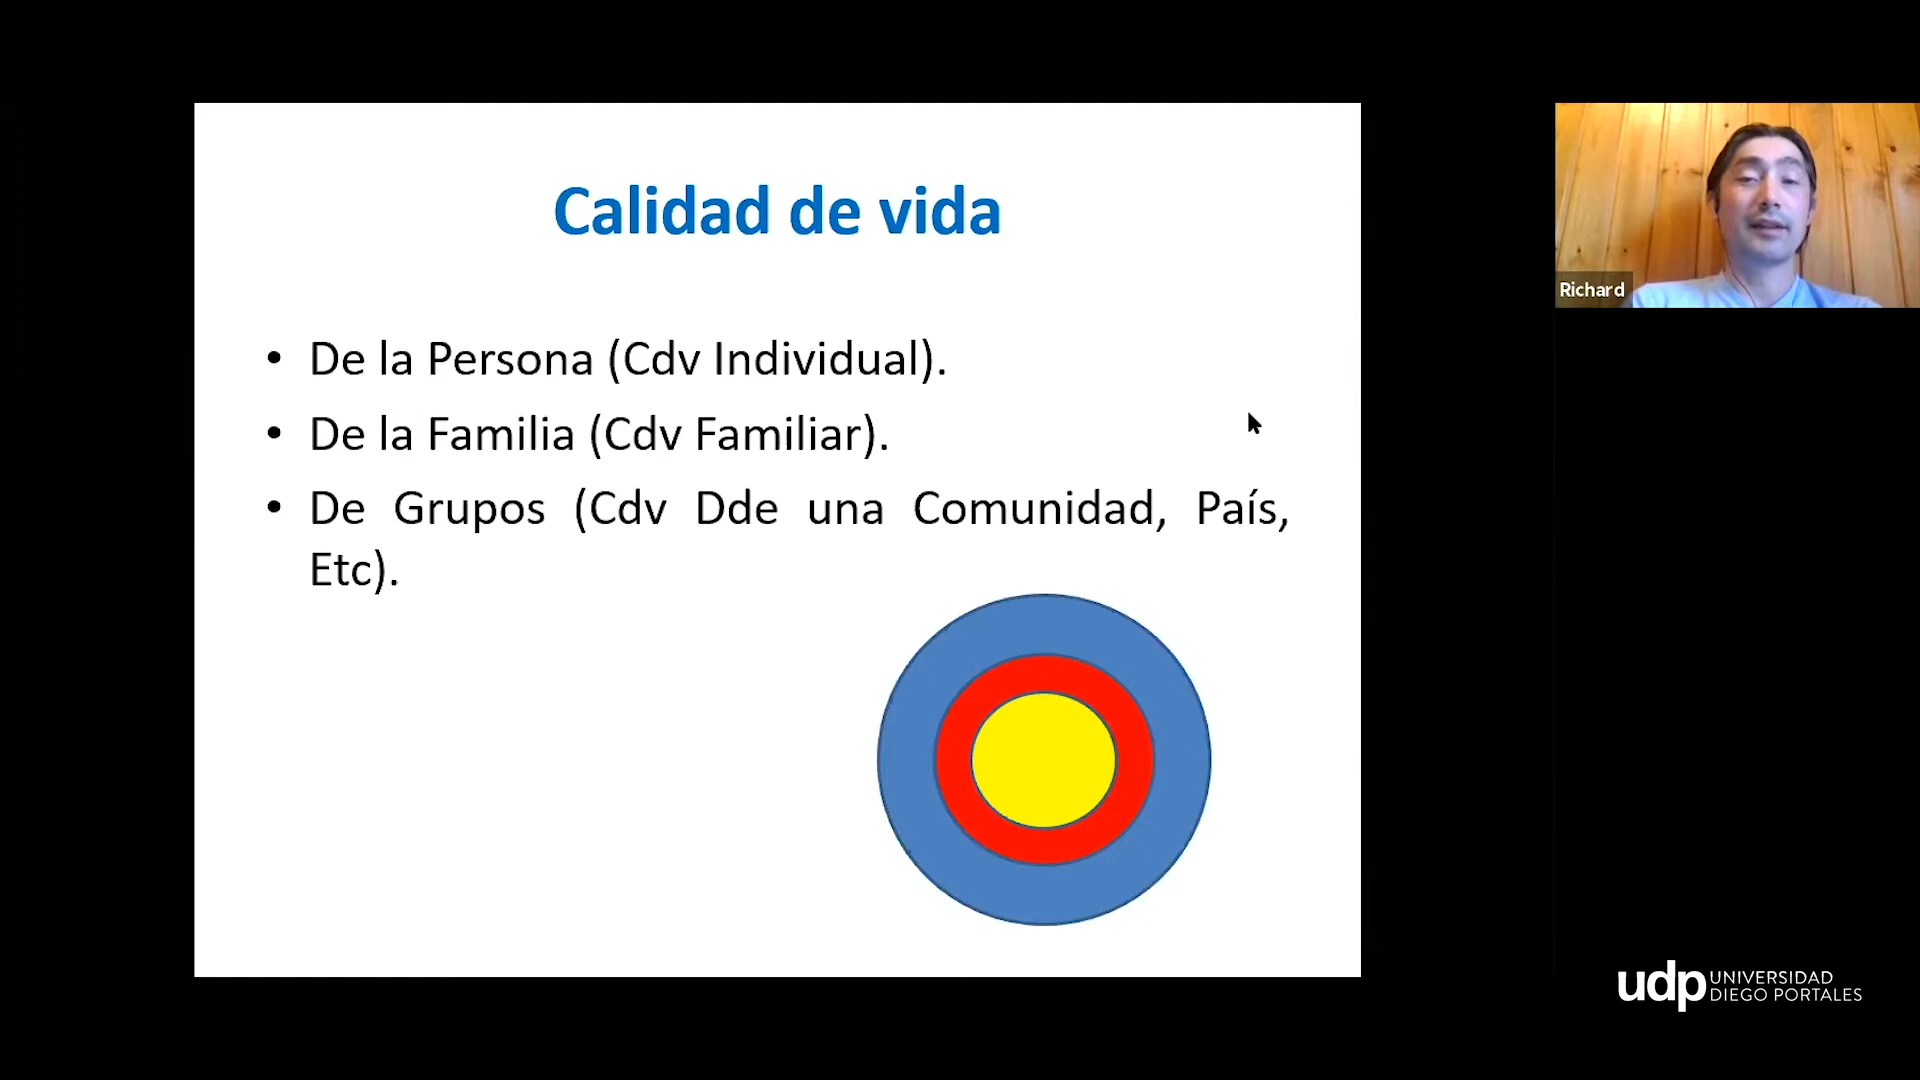 Calidad de vida
• De la Persona (Cdv Individual).
• De la Familia (Cdv Familiar).
• De Grupos (Cdv Dde una Comunidad, País,
Etc).
Richard
udp UNIVERSIDAD
DIEGO PORTALES